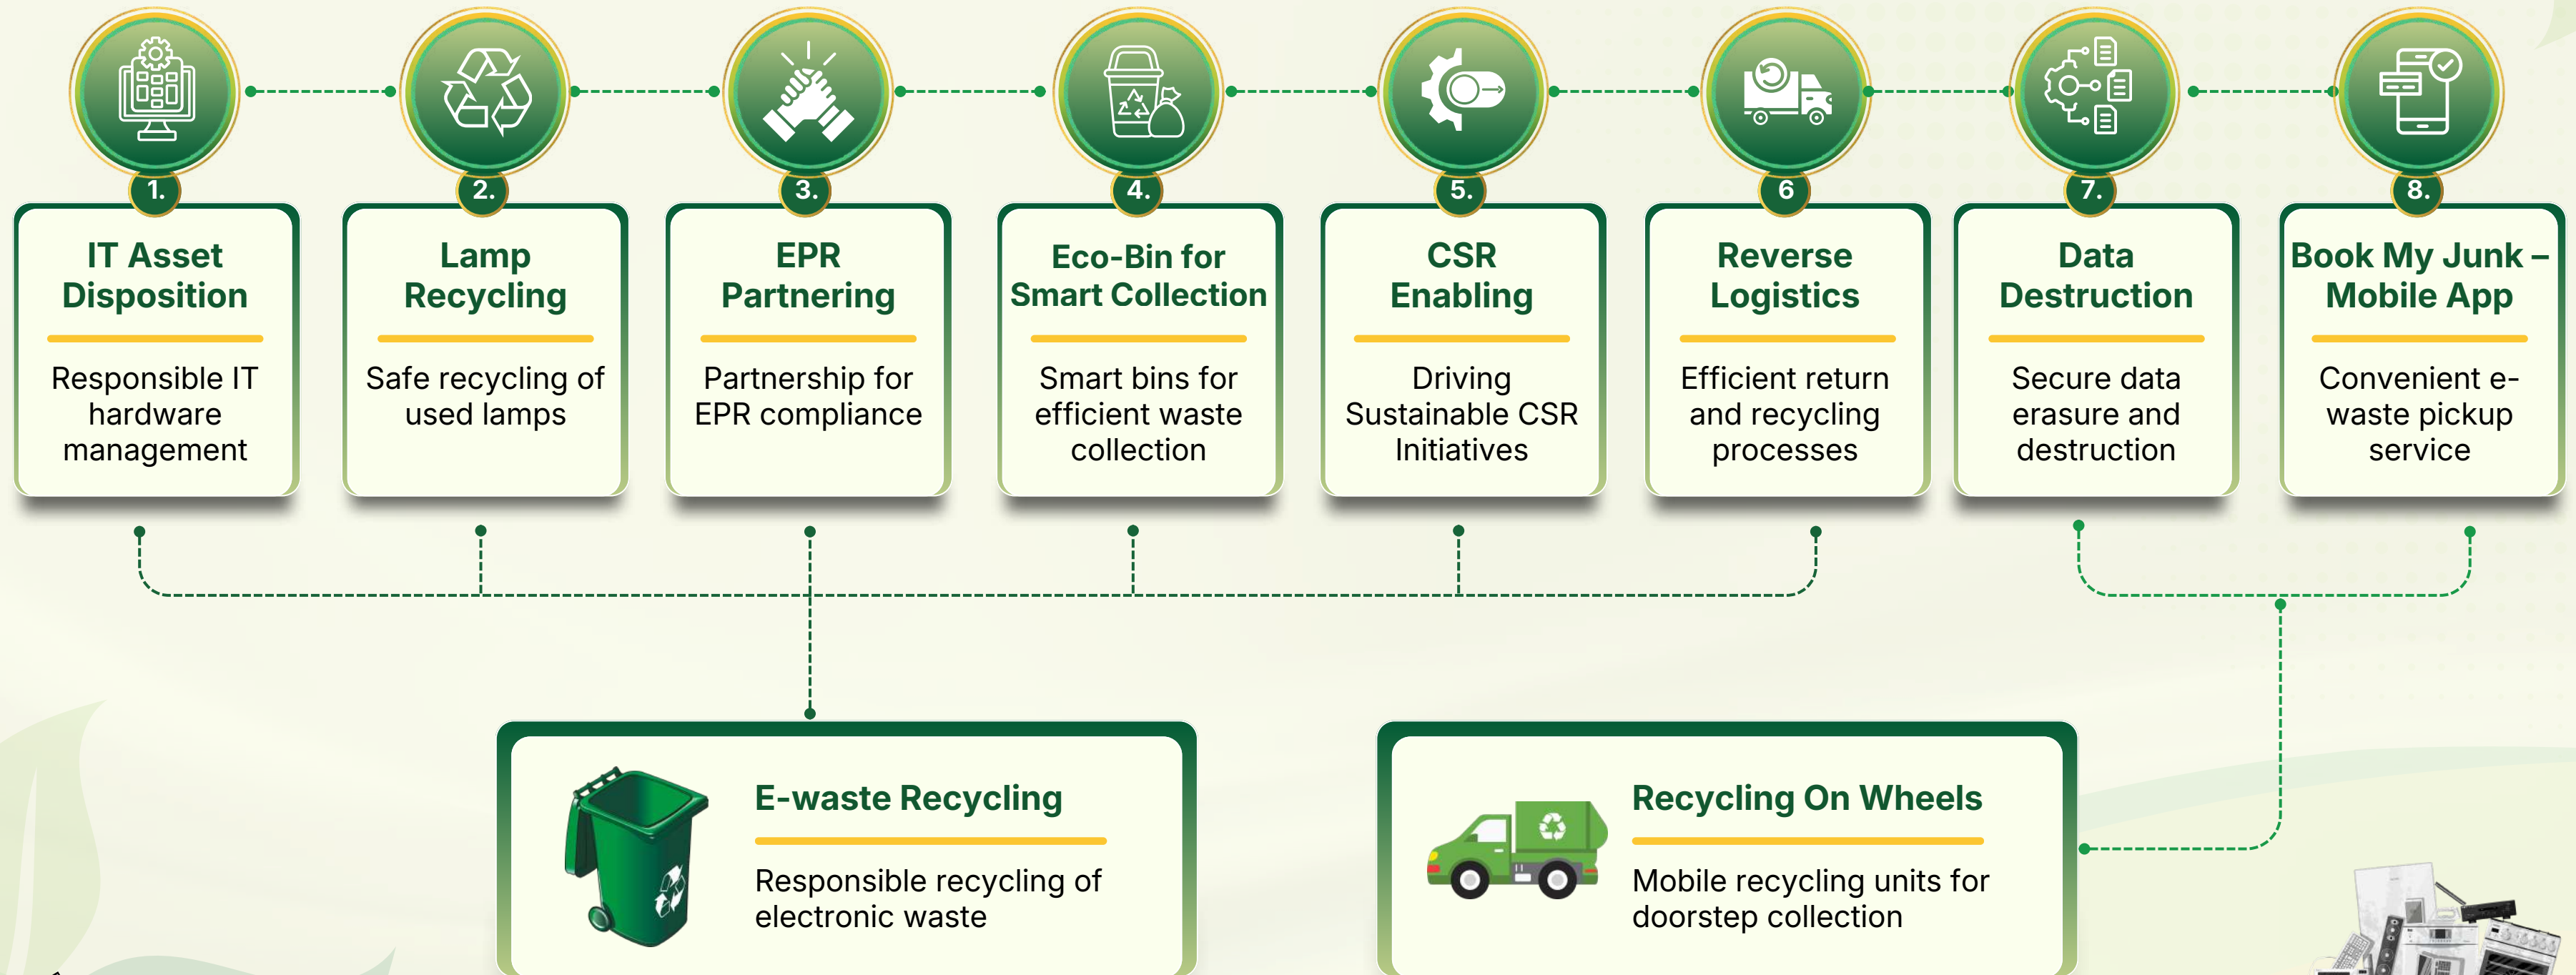 1.
IT Asset
Disposition
Responsible IT
hardware
management
2.
Lamp
Recycling
Safe recycling of
used lamps
3.
EPR
Partnering
Partnership for
EPR compliance
4.
Eco-Bin for
Smart Collection
Smart bins for
efficient waste
collection
5.
CSR
Enabling
Driving
Sustainable CSR
Initiatives
6
Reverse
Logistics
Efficient return
and recycling
processes
7.
Data
Destruction
Secure data
erasure and
destruction
8.
Book My Junk –
Mobile App
Convenient e-
waste pickup
service
E-waste Recycling
Responsible recycling of
electronic waste
Recycling On Wheels
Mobile recycling units for
doorstep collection